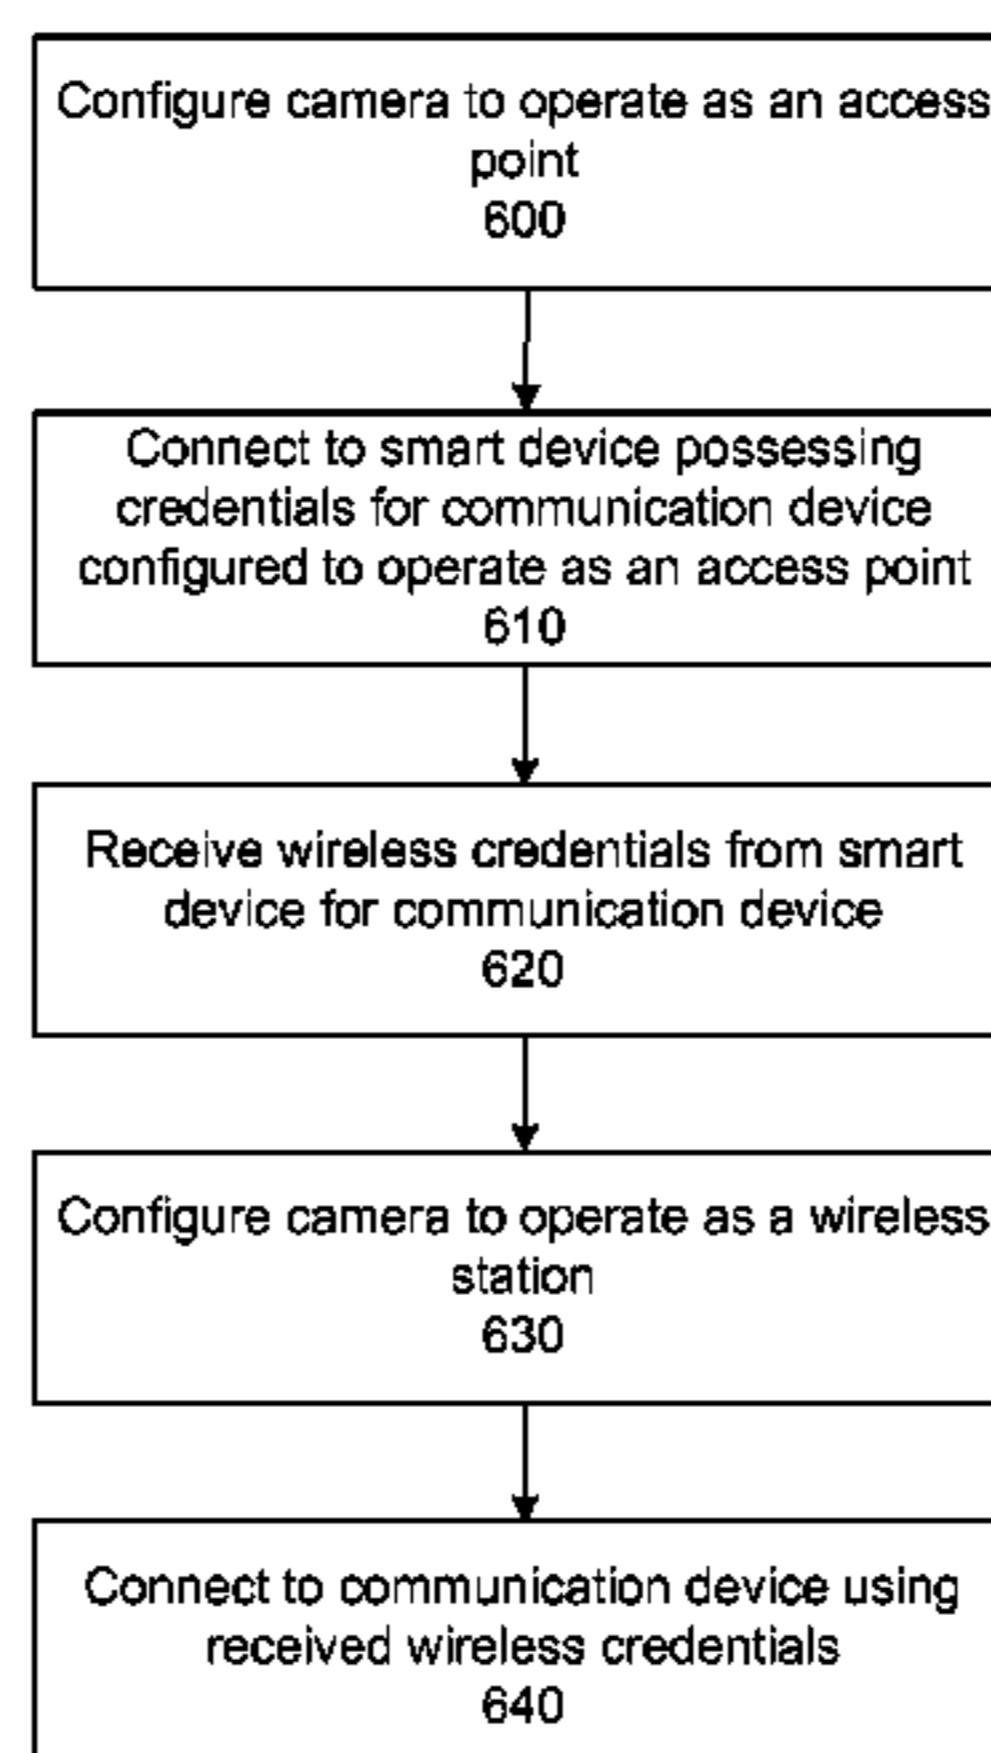 Configure camera to operate as an access
point
600
Connect to smart device possessing
credentials for communication device
configured to operate as an access point
610
Receive wireless credentials from smart
device for communication device
620
Configure camera to operate as a wireless
station
630
Connect to communication device using
received wireless credentials
640